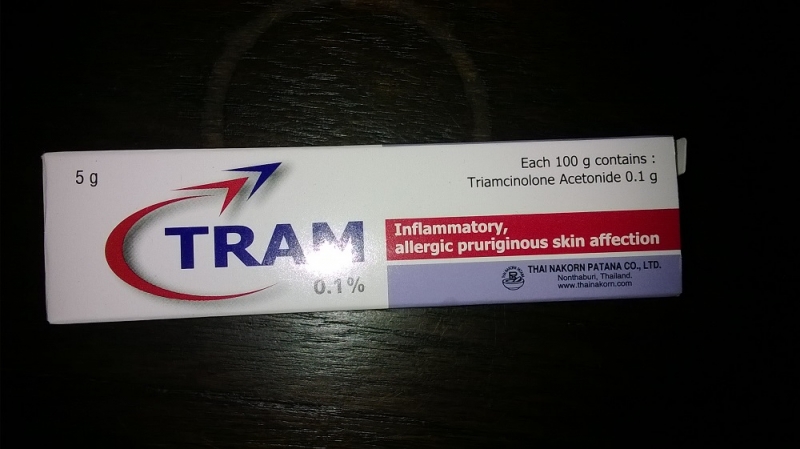 5 g
TRAM
0.1%
Each 100 g contains :
Triamcinolone Acetonide 0.1 g
Inflammatory,
allergic pruriginous skin affection
THAI NAKORN PATANA CO., LTD.
Nonthaburi, Thailand.
www.thainakorn.com